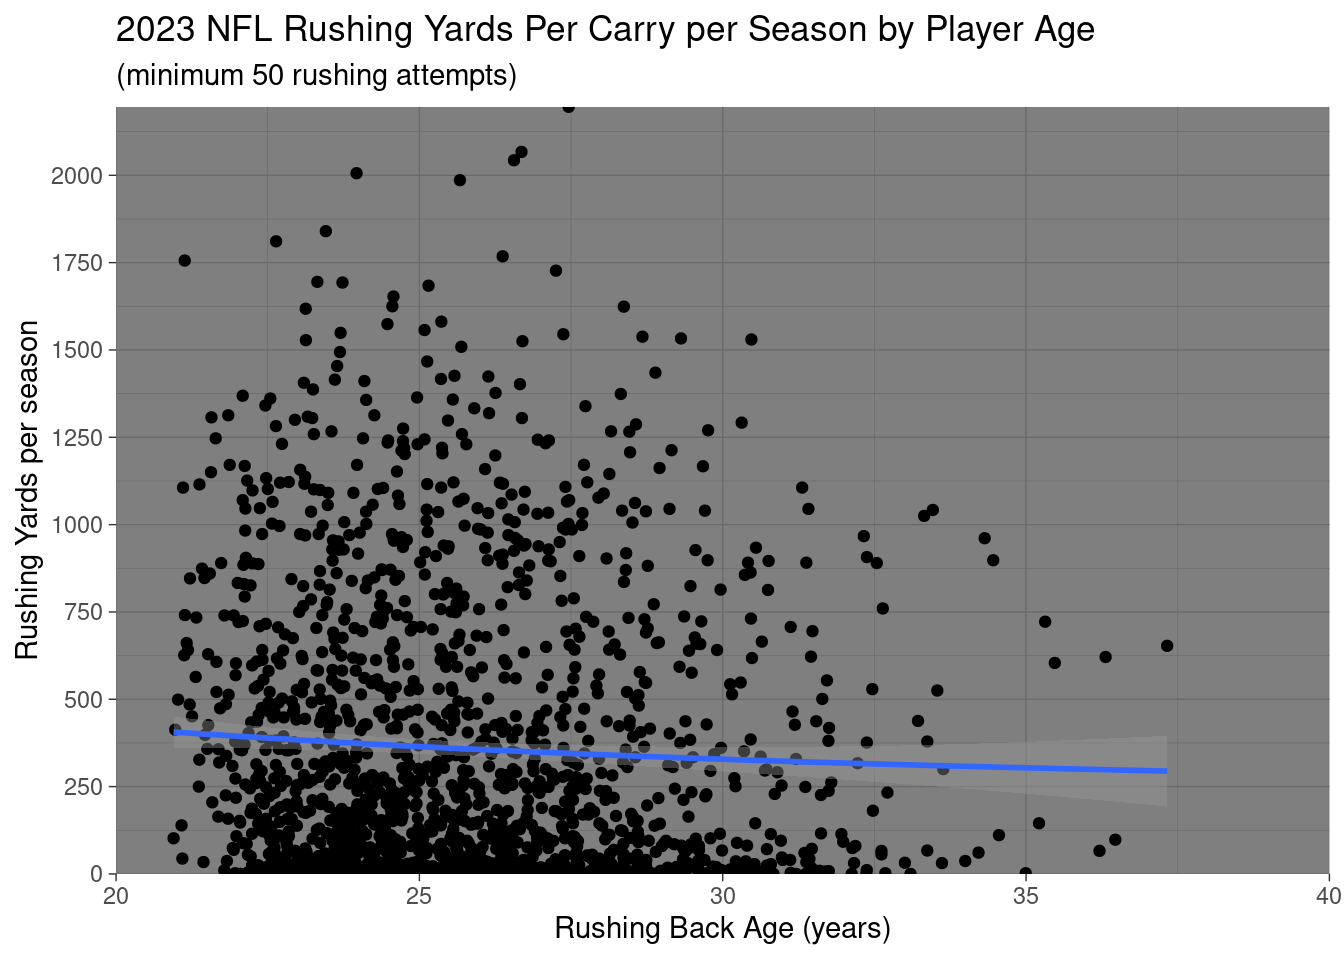 2023 NFL Rushing Yards Per Carry per Season by Player Age
(minimum 50 rushing attempts)
Rushing Yards per season
2000
1750
1500
1250
1000
750
500
250
0
20 25 30 35 40
Rushing Back Age (years)